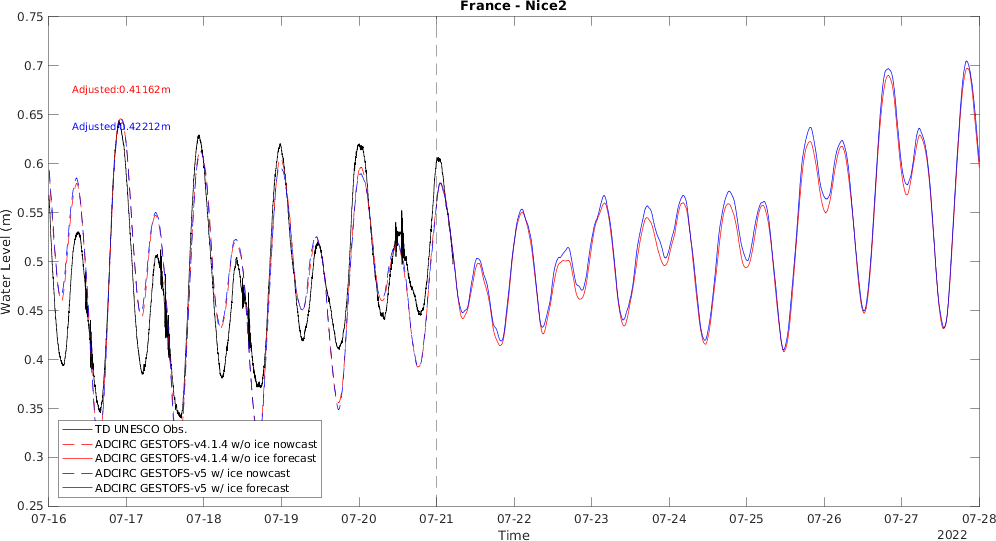 France - Nice2
0.75
0.7
0.65
0.6
0.55
0.5
0.45
0.4
0.35
0.3
0.25
Water Level (m)
Adjusted:0.41162m
Adjusted:0.42212m
TD UNESCO Obs.
ADCIRC GESTOFS-v4.1.4 w/o ice nowcast
ADCIRC GESTOFS-v4.1.4 w/o ice forecast
ADCIRC GESTOFS-v5 w/ ice nowcast
ADCIRC GESTOFS-v5 w/ ice forecast
07-16 07-17 07-18 07-19 07-20 07-21 07-22 07-23 07-24 07-25 07-26 07-27 07-28
Time
2022